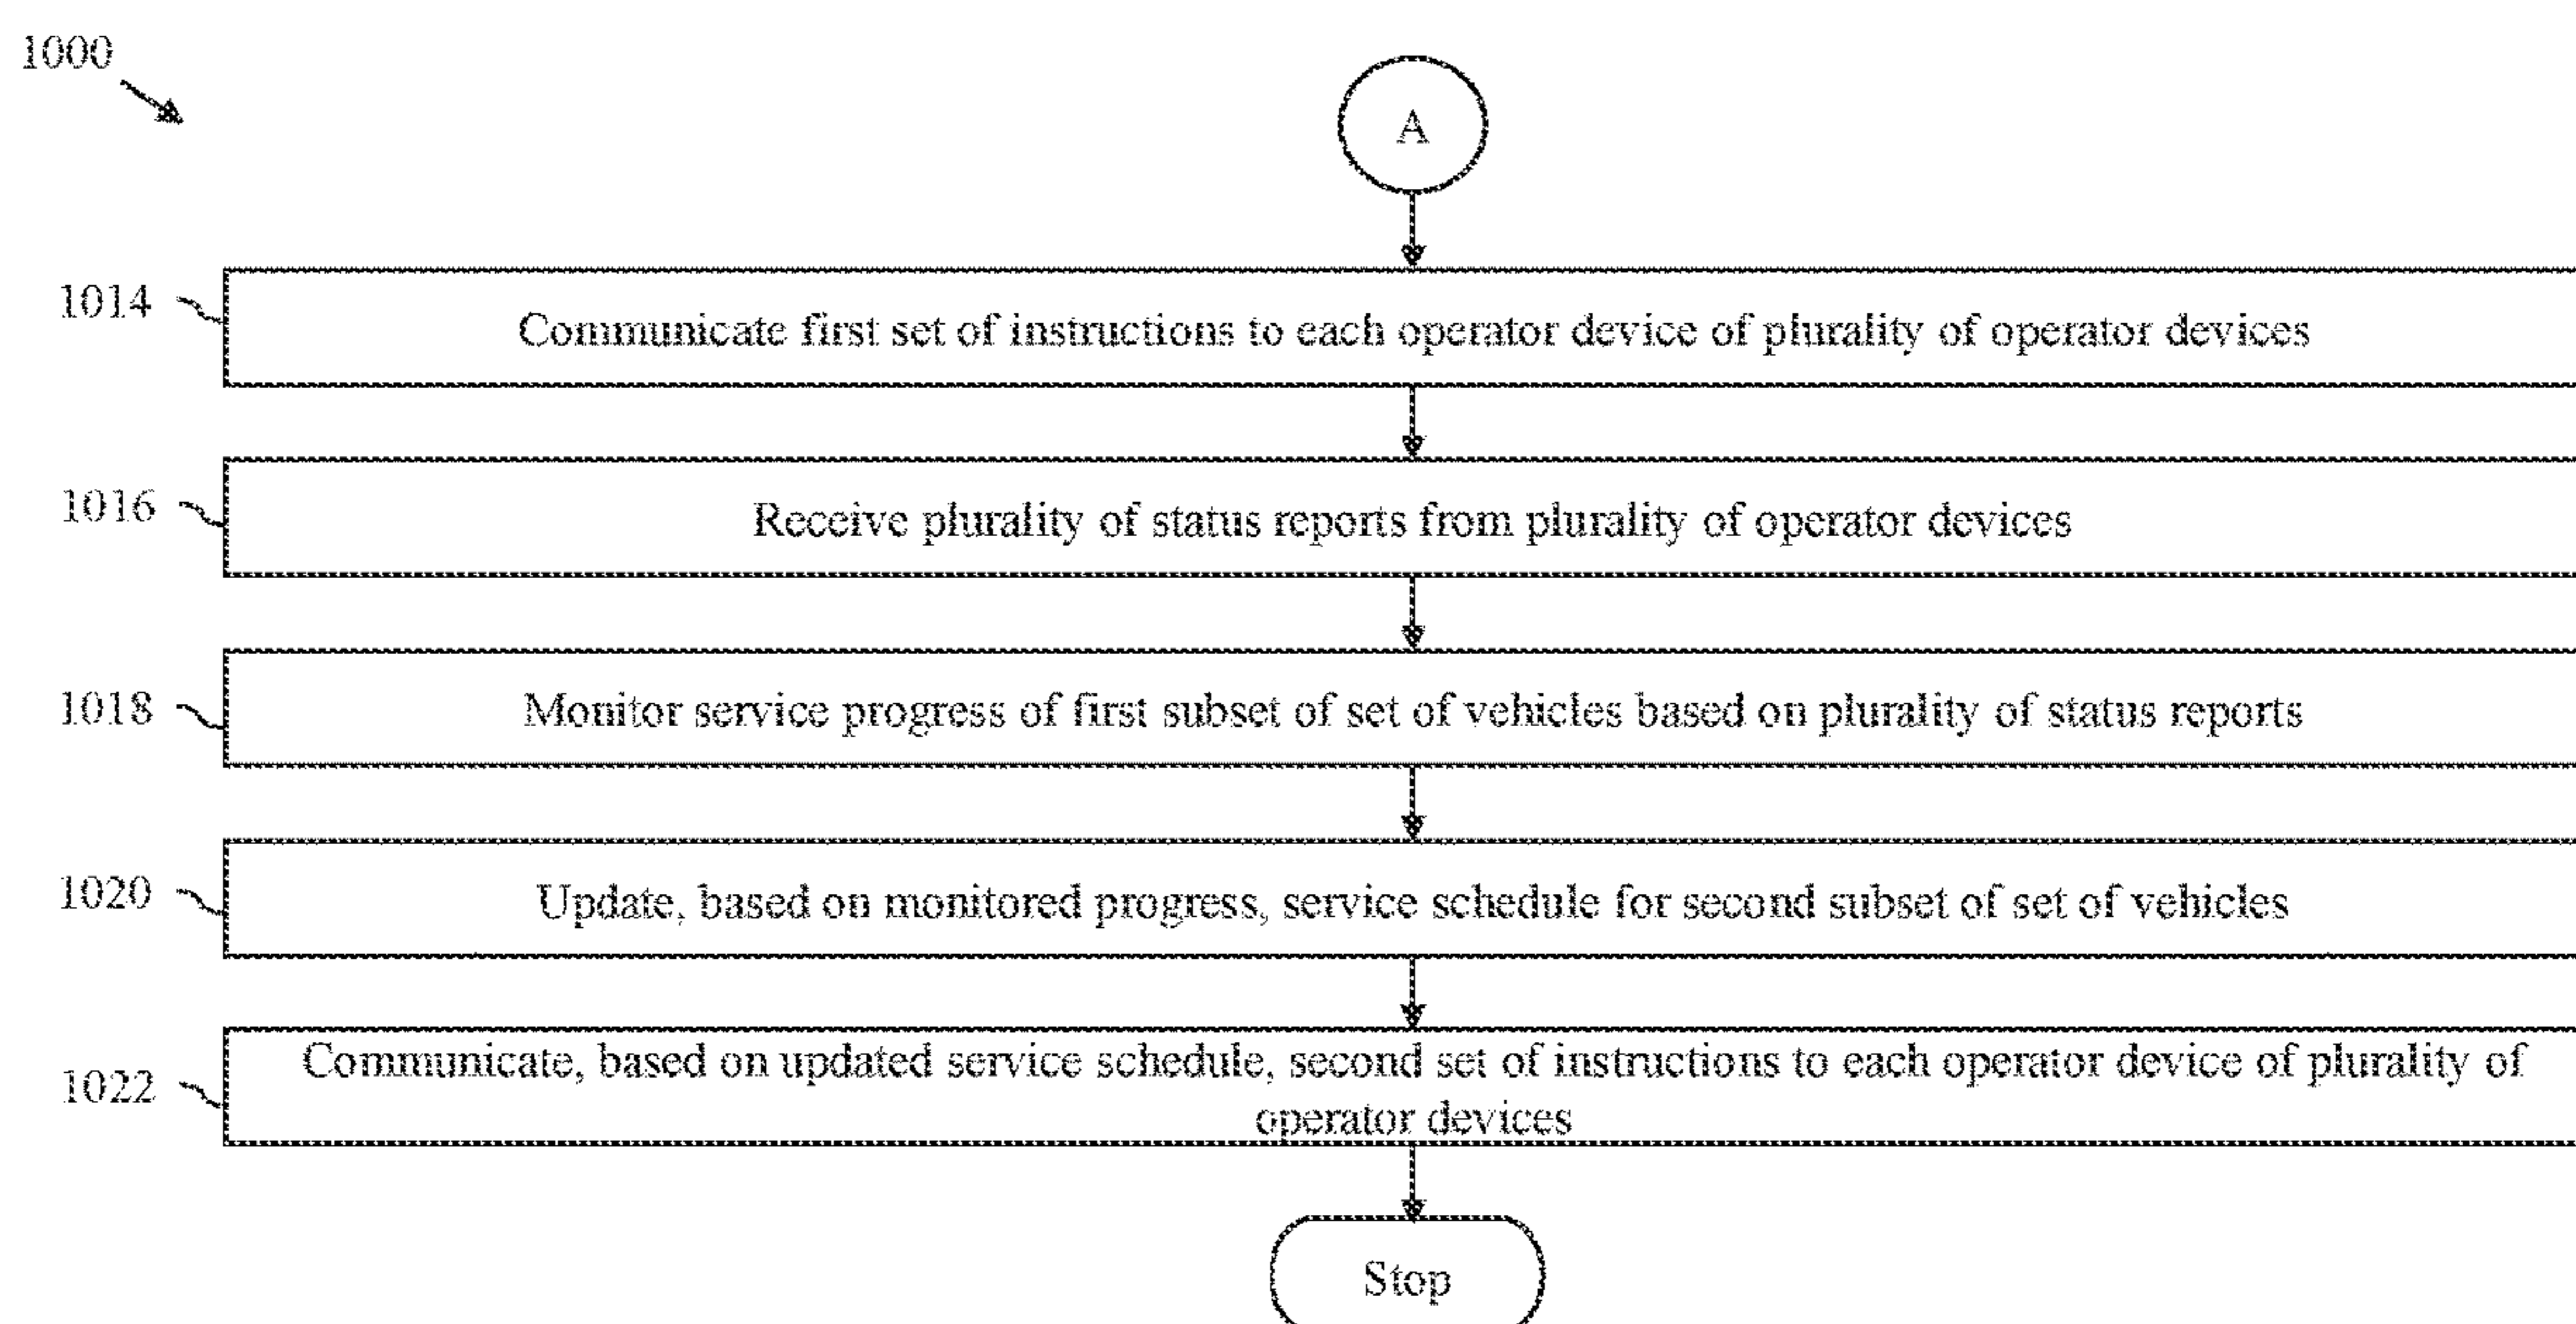 1000
A
1014
Communicate first set of instructions to each operator device of plurality of operator devices
1016
Receive plurality of status reports from plurality of operator devices
1018
Monitor service progress of first subset of set of vehicles based on plurality of status reports
1020
Update, based on monitored progress, service schedule for second subset of set of vehicles
1022
Communicate, based on updated service schedule, second set of instructions to each operator device of plurality of
operator devices
Stop